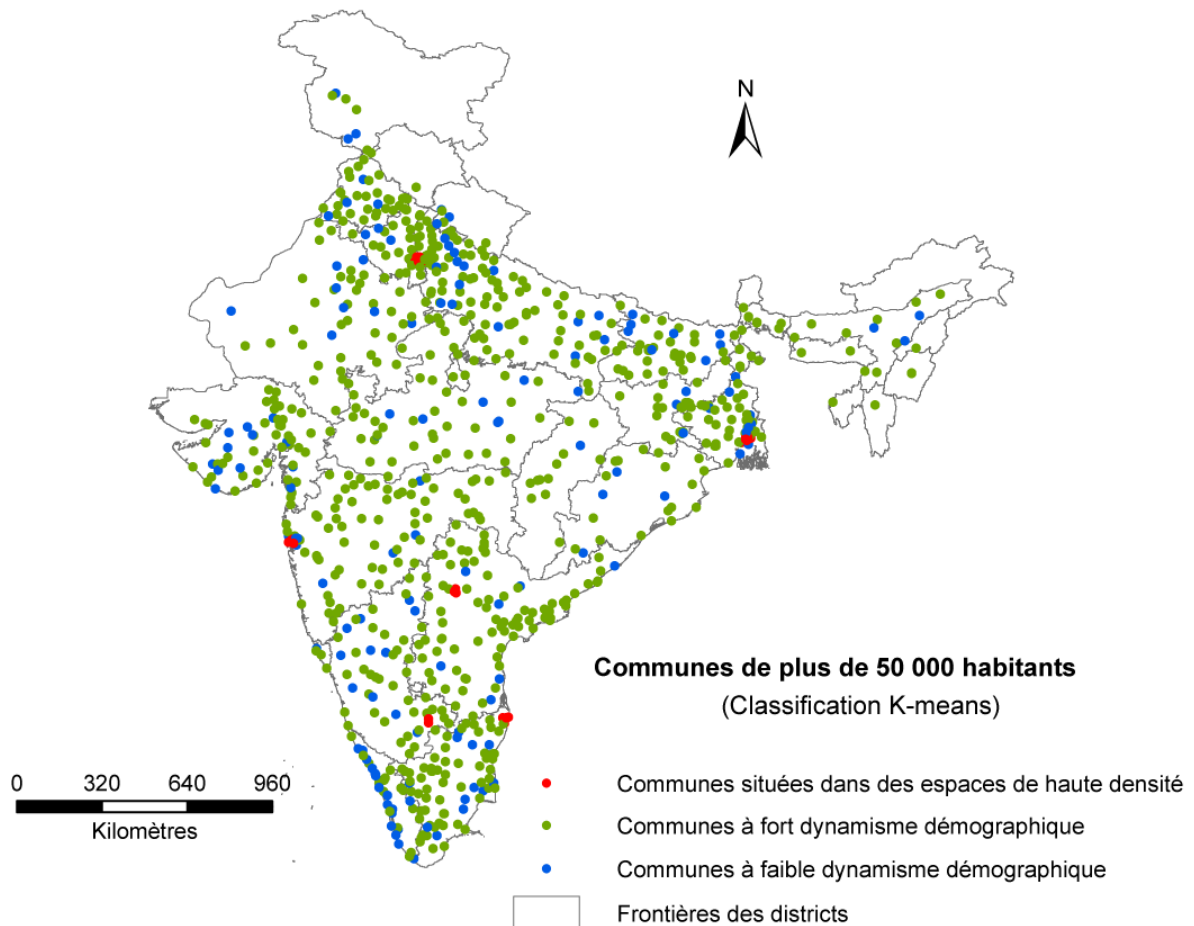 N
Communes de plus de 50 000 habitants
(Classification K-means)
0 320 640 960
Kilomètres
Communes situées dans des espaces de haute densité
Communes à fort dynamisme démographique
Communes à faible dynamisme démographique
Frontières des districts